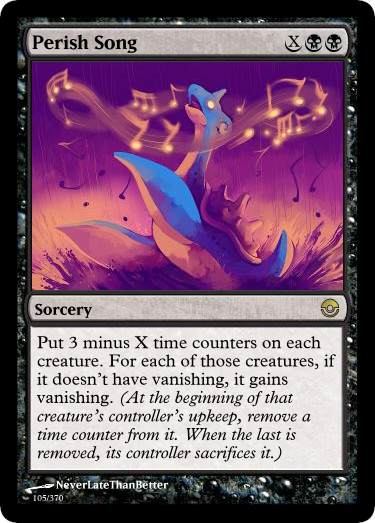 Perish Song X
Sorcery
Put 3 minus X time counters on each
creature. For each of those creatures, if
it doesn't have vanishing, it gains
vanishing. (At the beginning of that
creature's controller's upkeep, remove a
time counter from it. When the last is
removed, its controller sacrifices it.)
NeverLateThanBetter
105/370